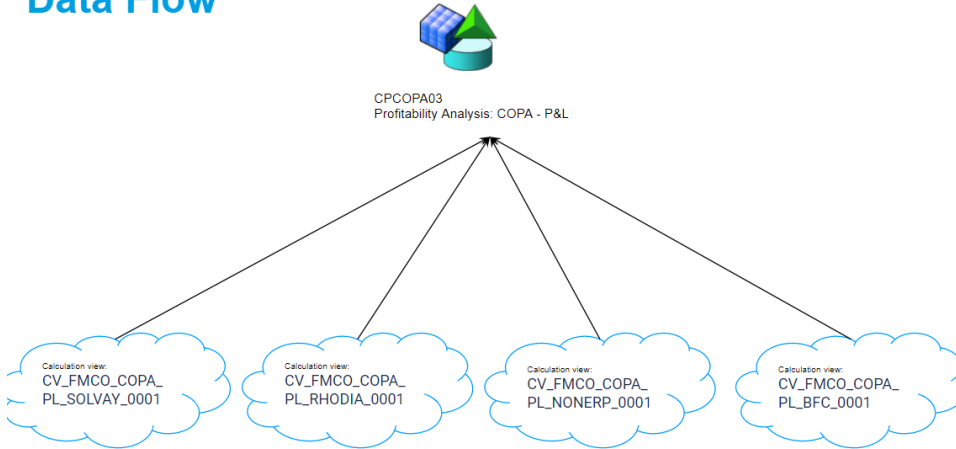 Data Flow
CPCOPA03
Profitability Analysis: COPA - P&L
Calculation view:
CV_FMCO_COPA_
PL_SOLVAY_0001
Calculation view:
CV_FMCO_COPA_
PL_RHODIA_0001
Calculation view:
CV_FMCO_COPA_
PL_NONERP_0001
Calculation view:
CV_FMCO_COPA_
PL_BFC_0001